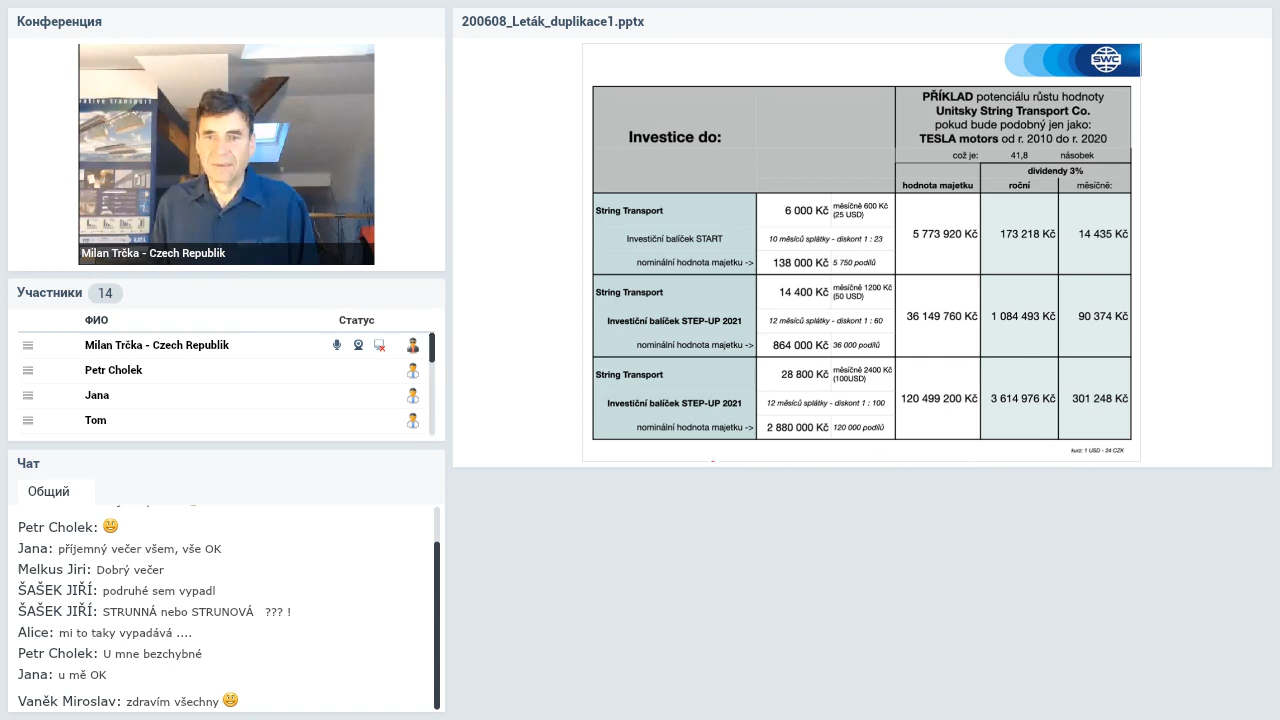 Конференция
rative transport
Milan Trčka - Czech Republik
Участники 14
ФИО Статус
Milan Trčka - Czech Republik
Petr Cholek
Jana
Tom
Чат
Общий
Petr Cholek:
Jana: příjemný večer všem, vše OK
Melkus Jiri: Dobrý večer
ŠAŠEK JIŘÍ: podruhé sem vypadl
ŠAŠEK JIŘÍ: STRUNNÁ nebo STRUNOVÁ ??? !
Alice: mi to taky vypadává ....
Petr Cholek: U mne bezchybné
Jana: u mě OK
Vaněk Miroslav: zdravím všechny
200608_Leták_duplikace1.pptx
SWC
Investice do:
PŘÍKLAD potenciálu růstu hodnoty
Unitsky String Transport Co.
pokud bude podobný jen jako:
TESLA motors od r. 2010 do r. 2020
což je: 41,8 násobek
dividendy 3%
hodnota majetku roční měsíčně:
String Transport 6 000 Kč měsíčně 600 Kč (25 USD)
Investiční balíček START 10 měsíců splátky - diskont 1 : 23
nominální hodnota majetku -> 138 000 Kč 5 750 podílů
5 773 920 Kč 173 218 Kč 14 435 Kč
String Transport 14 400 Kč měsíčně 1200 Kč (50 USD)
Investiční balíček STEP-UP 2021 12 měsíců splátky - diskont 1 : 60
nominální hodnota majetku -> 864 000 Kč 36 000 podílů
36 149 760 Kč 1 084 493 Kč 90 374 Kč
String Transport 28 800 Kč měsíčně 2400 Kč (100USD)
Investiční balíček STEP-UP 2021 12 měsíců splátky - diskont 1 : 100
nominální hodnota majetku -> 2 880 000 Kč 120 000 podílů
120 499 200 Kč 3 614 976 Kč 301 248 Kč
kurz: 1 USD - 24 CZK